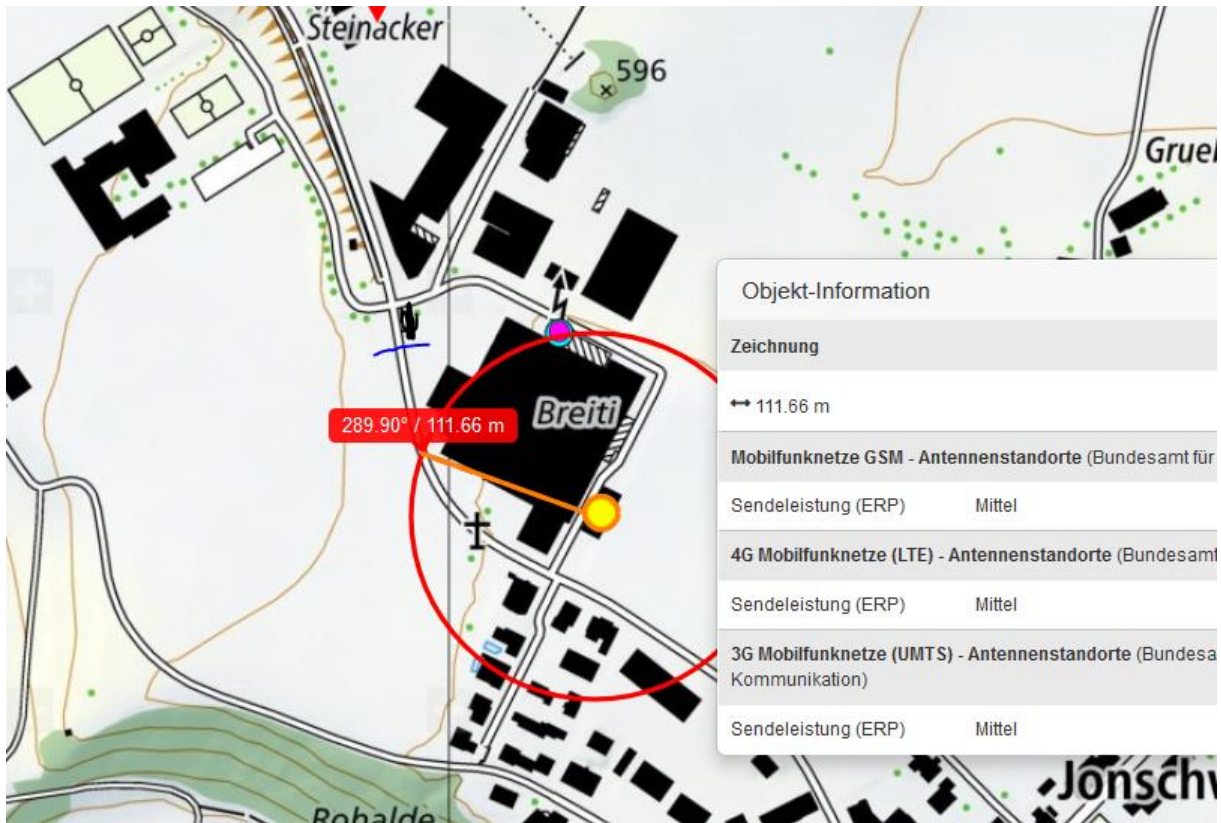 Steinacker
596
Gruel
Objekt-Information
Zeichnung
111.66 m
289.90° / 111.66 m
Breiti
Mobilfunknetze GSM - Antennenstandorte (Bundesamt für
Sendeleistung (ERP) Mittel
4G Mobilfunknetze (LTE) - Antennenstandorte (Bundesamt
Sendeleistung (ERP) Mittel
3G Mobilfunknetze (UMTS) - Antennenstandorte (Bundesa
Kommunikation)
Sendeleistung (ERP) Mittel
Jonschw
Rohalde